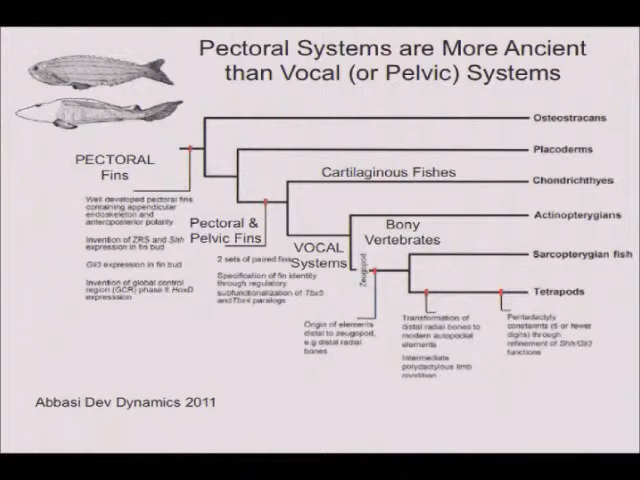 Pectoral Systems are More Ancient
than Vocal (or Pelvic) Systems
Osteostracans
Placoderms
PECTORAL
Fins
Cartilaginous Fishes
Chondrichthyes
Well developed pectoral fins
containing appendicular
endoskeleton and
anteroposterior polarity
Invention of ZRS and Shh
expression in fin bud
Gli3 expression in fin bud
Invention of global control
region (GCR) phase II HoxD
expresssion
Pectoral &
Pelvic Fins
Actinopterygians
Bony
Vertebrates
VOCAL
Systems
2 sets of paired fins
Specification of fin identity
through regulatory
subfunctionalization of Tbx5
and Tbx4 paralogs
Zeugopod
Sarcopterygian fish
Tetrapods
Origin of elements
distal to zeugopod,
e.g distal radial
bones
Transformation of
distal radial bones to
modern autopodial
elements
Intermediate
polydactylous limb
condition
Pentadactyly
constraints (5 or fewer
digits) through
refinement of Shh/Gli3
functions
Abbasi Dev Dynamics 2011